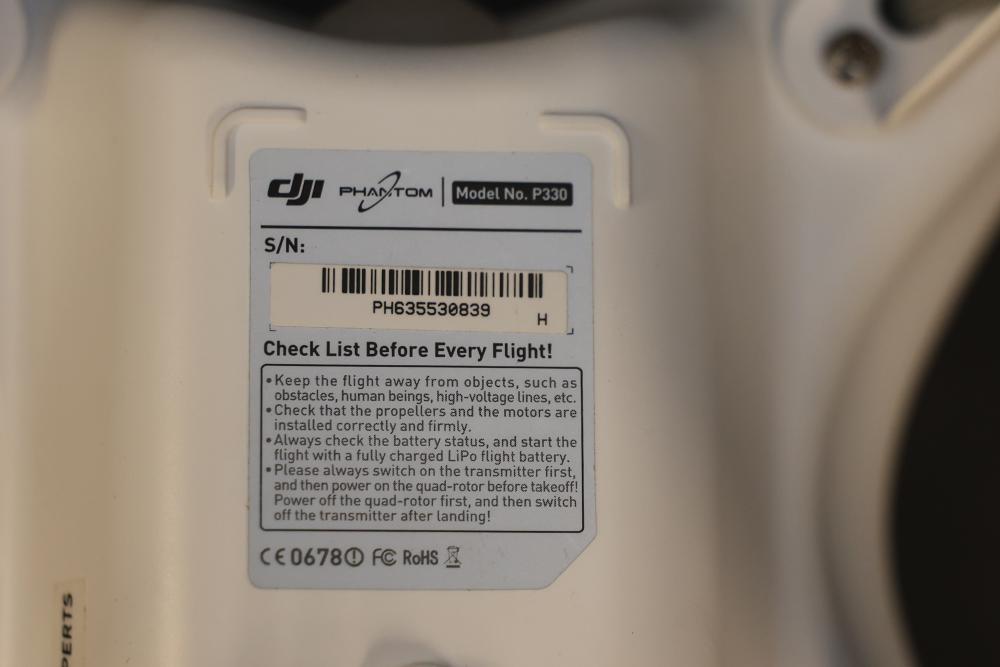 dji PHANTOM Model No. P330
S/N:
PH635530839
H
Check List Before Every Flight!
•Keep the flight away from objects, such as
obstacles, human beings, high-voltage lines, etc.
•Check that the propellers and the motors are
installed correctly and firmly.
•Always check the battery status, and start the
flight with a fully charged LiPo flight battery.
•Please always switch on the transmitter first,
and then power on the quad-rotor before takeoff!
Power off the quad-rotor first, and then switch
off the transmitter after landing!
CE0678 FC RoHS
PERTS